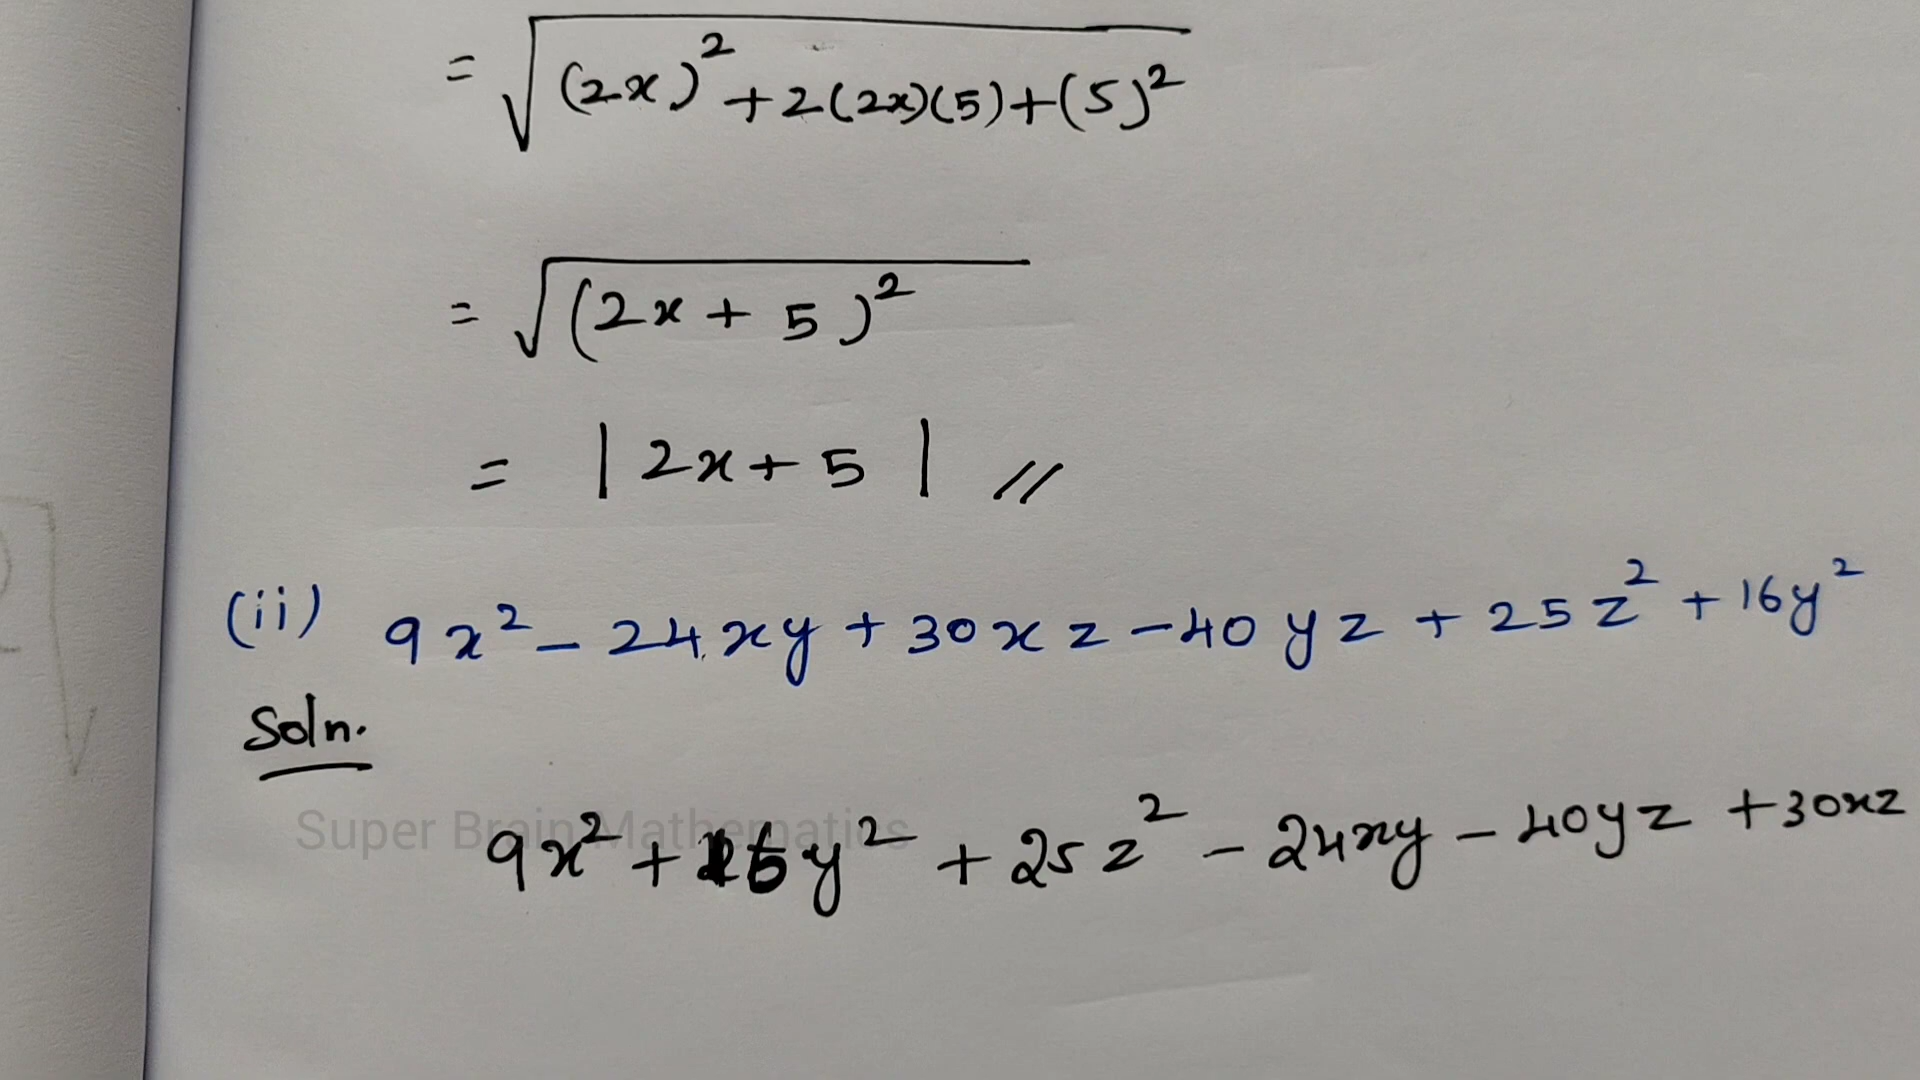 = √(2x)² + 2(2x)(5) + (5)²
= √(2x + 5)²
= | 2x + 5 | //
(ii) 9x² - 24xy + 30xz - 40yz + 25z² + 16y²
Soln.
Super Brain Mathematics
9x² + 16y² + 25z² - 24xy - 40yz + 30xz